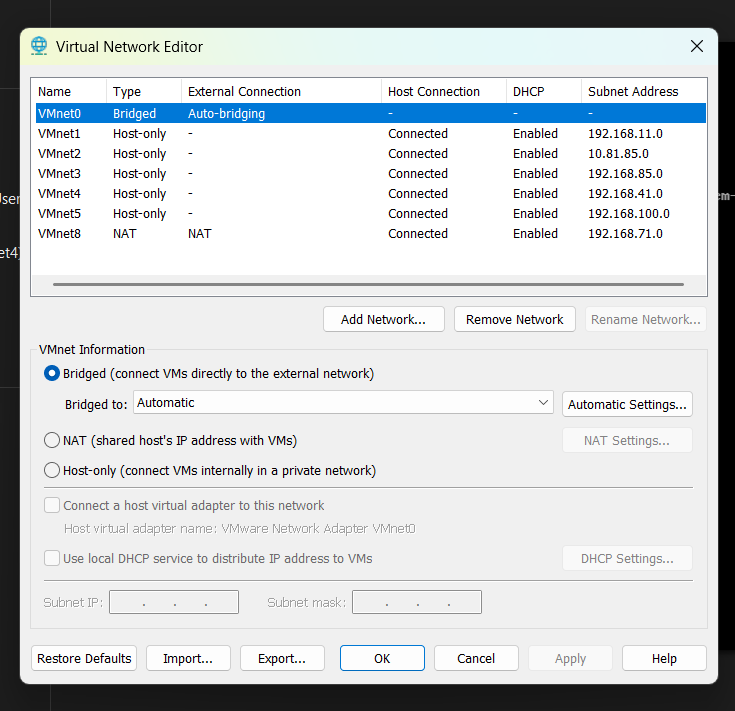 Virtual Network Editor
Name Type External Connection Host Connection DHCP Subnet Address
VMnet0 Bridged Auto-bridging - - -
VMnet1 Host-only - Connected Enabled 192.168.11.0
VMnet2 Host-only - Connected Enabled 10.81.85.0
VMnet3 Host-only - Connected Enabled 192.168.85.0
VMnet4 Host-only - Connected Enabled 192.168.41.0
VMnet5 Host-only - Connected Enabled 192.168.100.0
VMnet8 NAT NAT Connected Enabled 192.168.71.0
Add Network... Remove Network Rename Network...
VMnet Information
Bridged (connect VMs directly to the external network)
Bridged to: Automatic Automatic Settings...
NAT (shared host's IP address with VMs) NAT Settings...
Host-only (connect VMs internally in a private network)
Connect a host virtual adapter to this network
Host virtual adapter name: VMware Network Adapter VMnet0
Use local DHCP service to distribute IP address to VMs DHCP Settings...
Subnet IP: . . . Subnet mask: . . .
Restore Defaults Import... Export... OK Cancel Apply Help